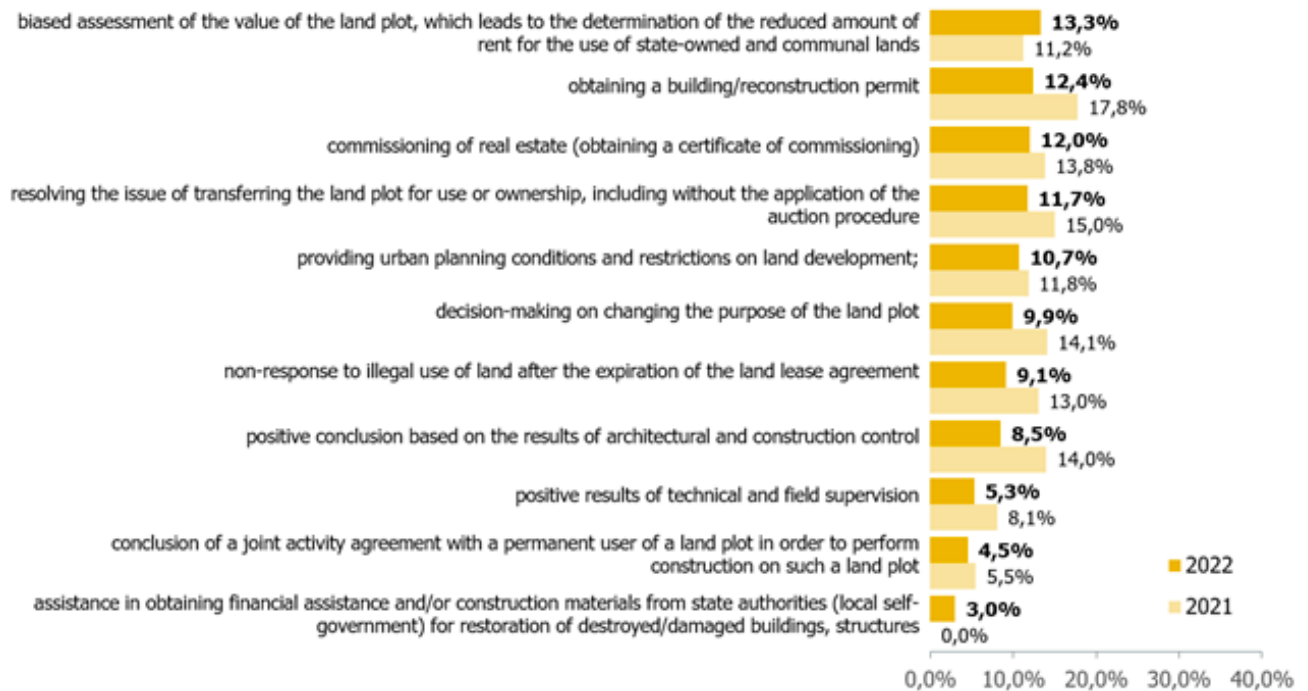 biased assessment of the value of the land plot, which leads to the determination of the reduced amount of
rent for the use of state-owned and communal lands
13,3%
11,2%
obtaining a building/reconstruction permit
12,4%
17,8%
commissioning of real estate (obtaining a certificate of commissioning)
12,0%
13,8%
resolving the issue of transferring the land plot for use or ownership, including without the application of the
auction procedure
11,7%
15,0%
providing urban planning conditions and restrictions on land development;
10,7%
11,8%
decision-making on changing the purpose of the land plot
9,9%
14,1%
non-response to illegal use of land after the expiration of the land lease agreement
9,1%
13,0%
positive conclusion based on the results of architectural and construction control
8,5%
14,0%
positive results of technical and field supervision
5,3%
8,1%
conclusion of a joint activity agreement with a permanent user of a land plot in order to perform
construction on such a land plot
4,5%
5,5%
assistance in obtaining financial assistance and/or construction materials from state authorities (local self-
government) for restoration of destroyed/damaged buildings, structures
3,0%
0,0%
2022
2021
0,0% 10,0% 20,0% 30,0% 40,0%